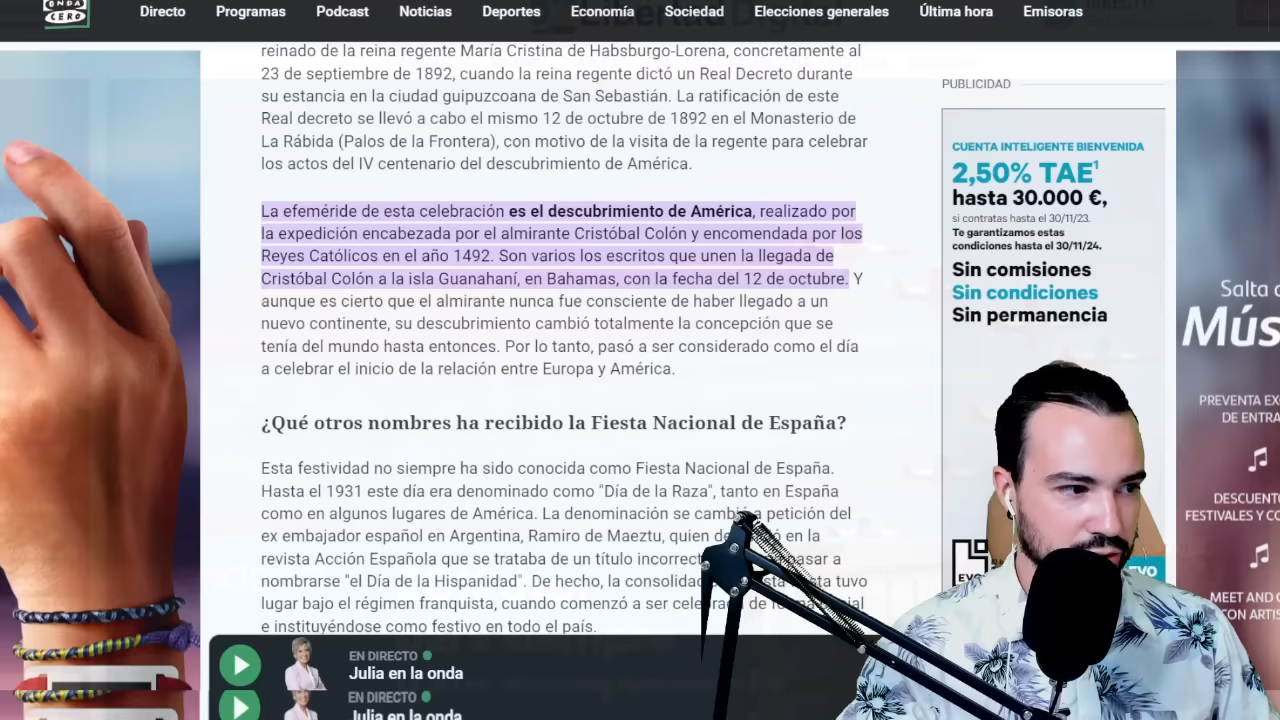 ONDA
CERO
Directo
Programas
Podcast
Noticias
Deportes
Economía
Sociedad
Elecciones generales
Última hora
Emisoras
Libertad Digital
DIRECTO
reinado de la reina regente María Cristina de Habsburgo-Lorena, concretamente al
23 de septiembre de 1892, cuando la reina regente dictó un Real Decreto durante
su estancia en la ciudad guipuzcoana de San Sebastián. La ratificación de este
Real decreto se llevó a cabo el mismo 12 de octubre de 1892 en el Monasterio de
La Rábida (Palos de la Frontera), con motivo de la visita de la regente para celebrar
los actos del IV centenario del descubrimiento de América.
La efeméride de esta celebración es el descubrimiento de América, realizado por
la expedición encabezada por el almirante Cristóbal Colón y encomendada por los
Reyes Católicos en el año 1492. Son varios los escritos que unen la llegada de
Cristóbal Colón a la isla Guanahaní, en Bahamas, con la fecha del 12 de octubre. Y
aunque es cierto que el almirante nunca fue consciente de haber llegado a un
nuevo continente, su descubrimiento cambió totalmente la concepción que se
tenía del mundo hasta entonces. Por lo tanto, pasó a ser considerado como el día
a celebrar el inicio de la relación entre Europa y América.
¿Qué otros nombres ha recibido la Fiesta Nacional de España?
Esta festividad no siempre ha sido conocida como Fiesta Nacional de España.
Hasta el 1931 este día era denominado como "Día de la Raza", tanto en España
como en algunos lugares de América. La denominación se cambió a petición del
ex embajador español en Argentina, Ramiro de Maeztu, quien en la
revista Acción Española que se trataba de un título incorrect pasar a
nombrarse "el Día de la Hispanidad". De hecho, la consolidac esta tuvo
lugar bajo el régimen franquista, cuando comenzó a ser celebrada de
e instituyéndose como festivo en todo el país.
EN DIRECTO
Julia en la onda
EN DIRECTO
Julia en la onda
PUBLICIDAD
CUENTA INTELIGENTE BIENVENIDA
2,50% TAE¹
hasta 30.000 €,
si contratas hasta el 30/11/23.
Te garantizamos estas
condiciones hasta el 30/11/24.
Sin comisiones
Sin condiciones
Sin permanencia
EVO
EVO
Salta
Mús
PREVENTA EX
DE ENTRA
DESCUENT
FESTIVALES Y CO
MEET AND G
CON ARTIS